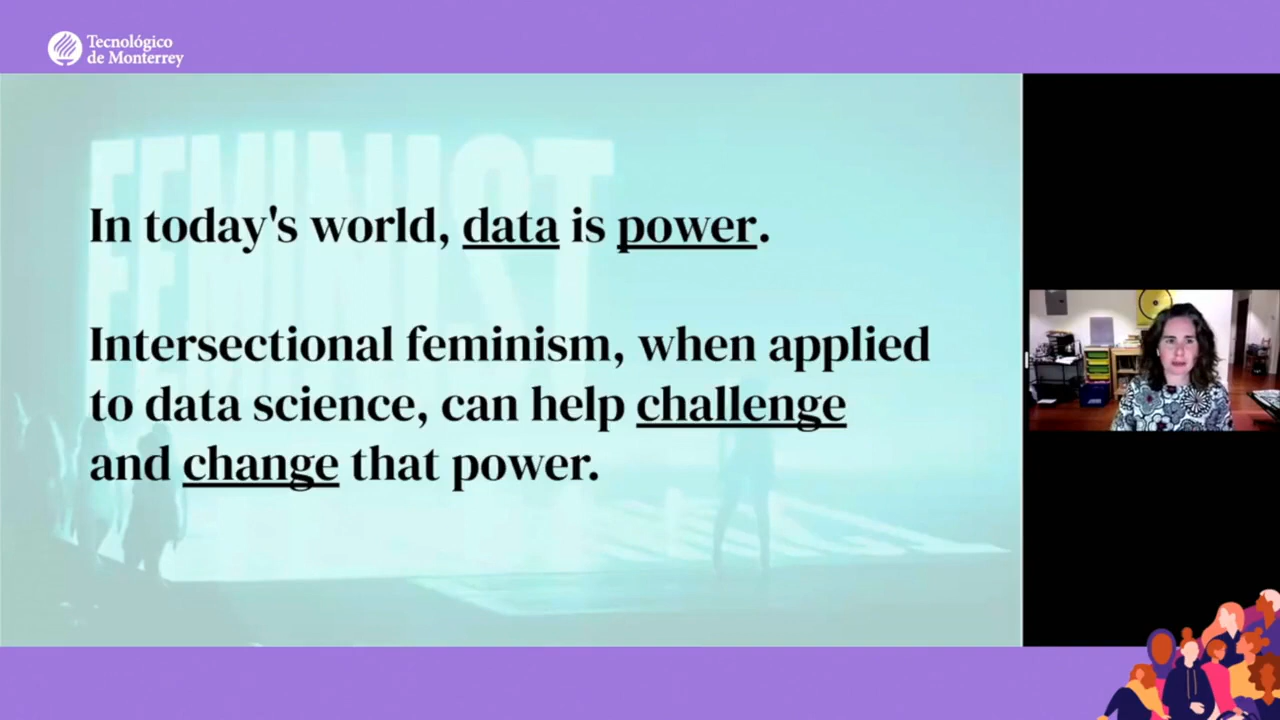 Tecnológico
de Monterrey
FEMINIST
In today's world, data is power.
Intersectional feminism, when applied
to data science, can help challenge
and change that power.